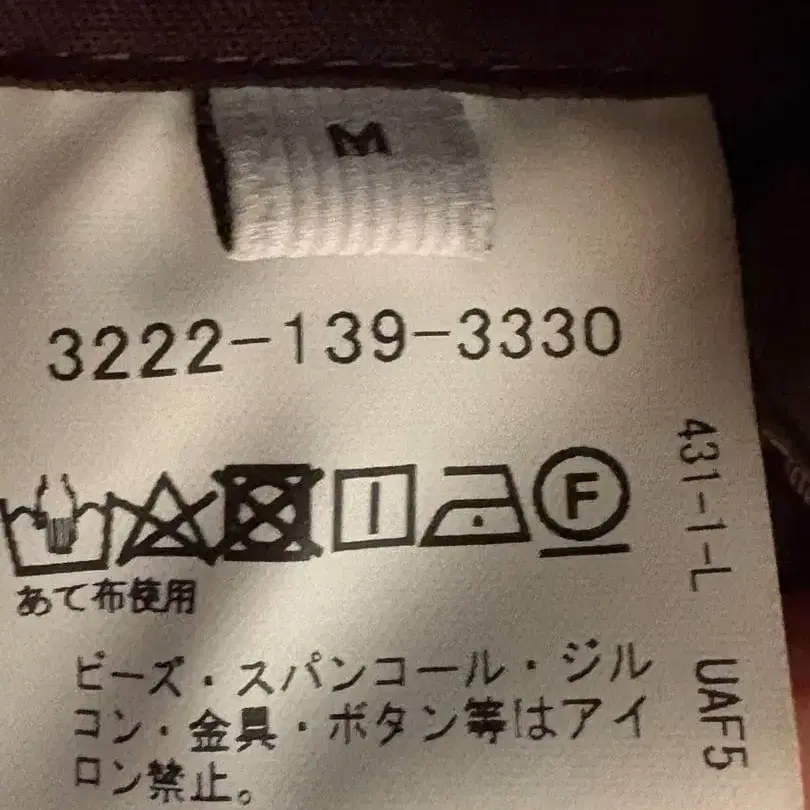 M
3222-139-3330
F
あて布使用
ビーズ・スパンコール・ジル
コン・金具・ボタン等はアイ
ロン禁止。
431-1-L UAF5